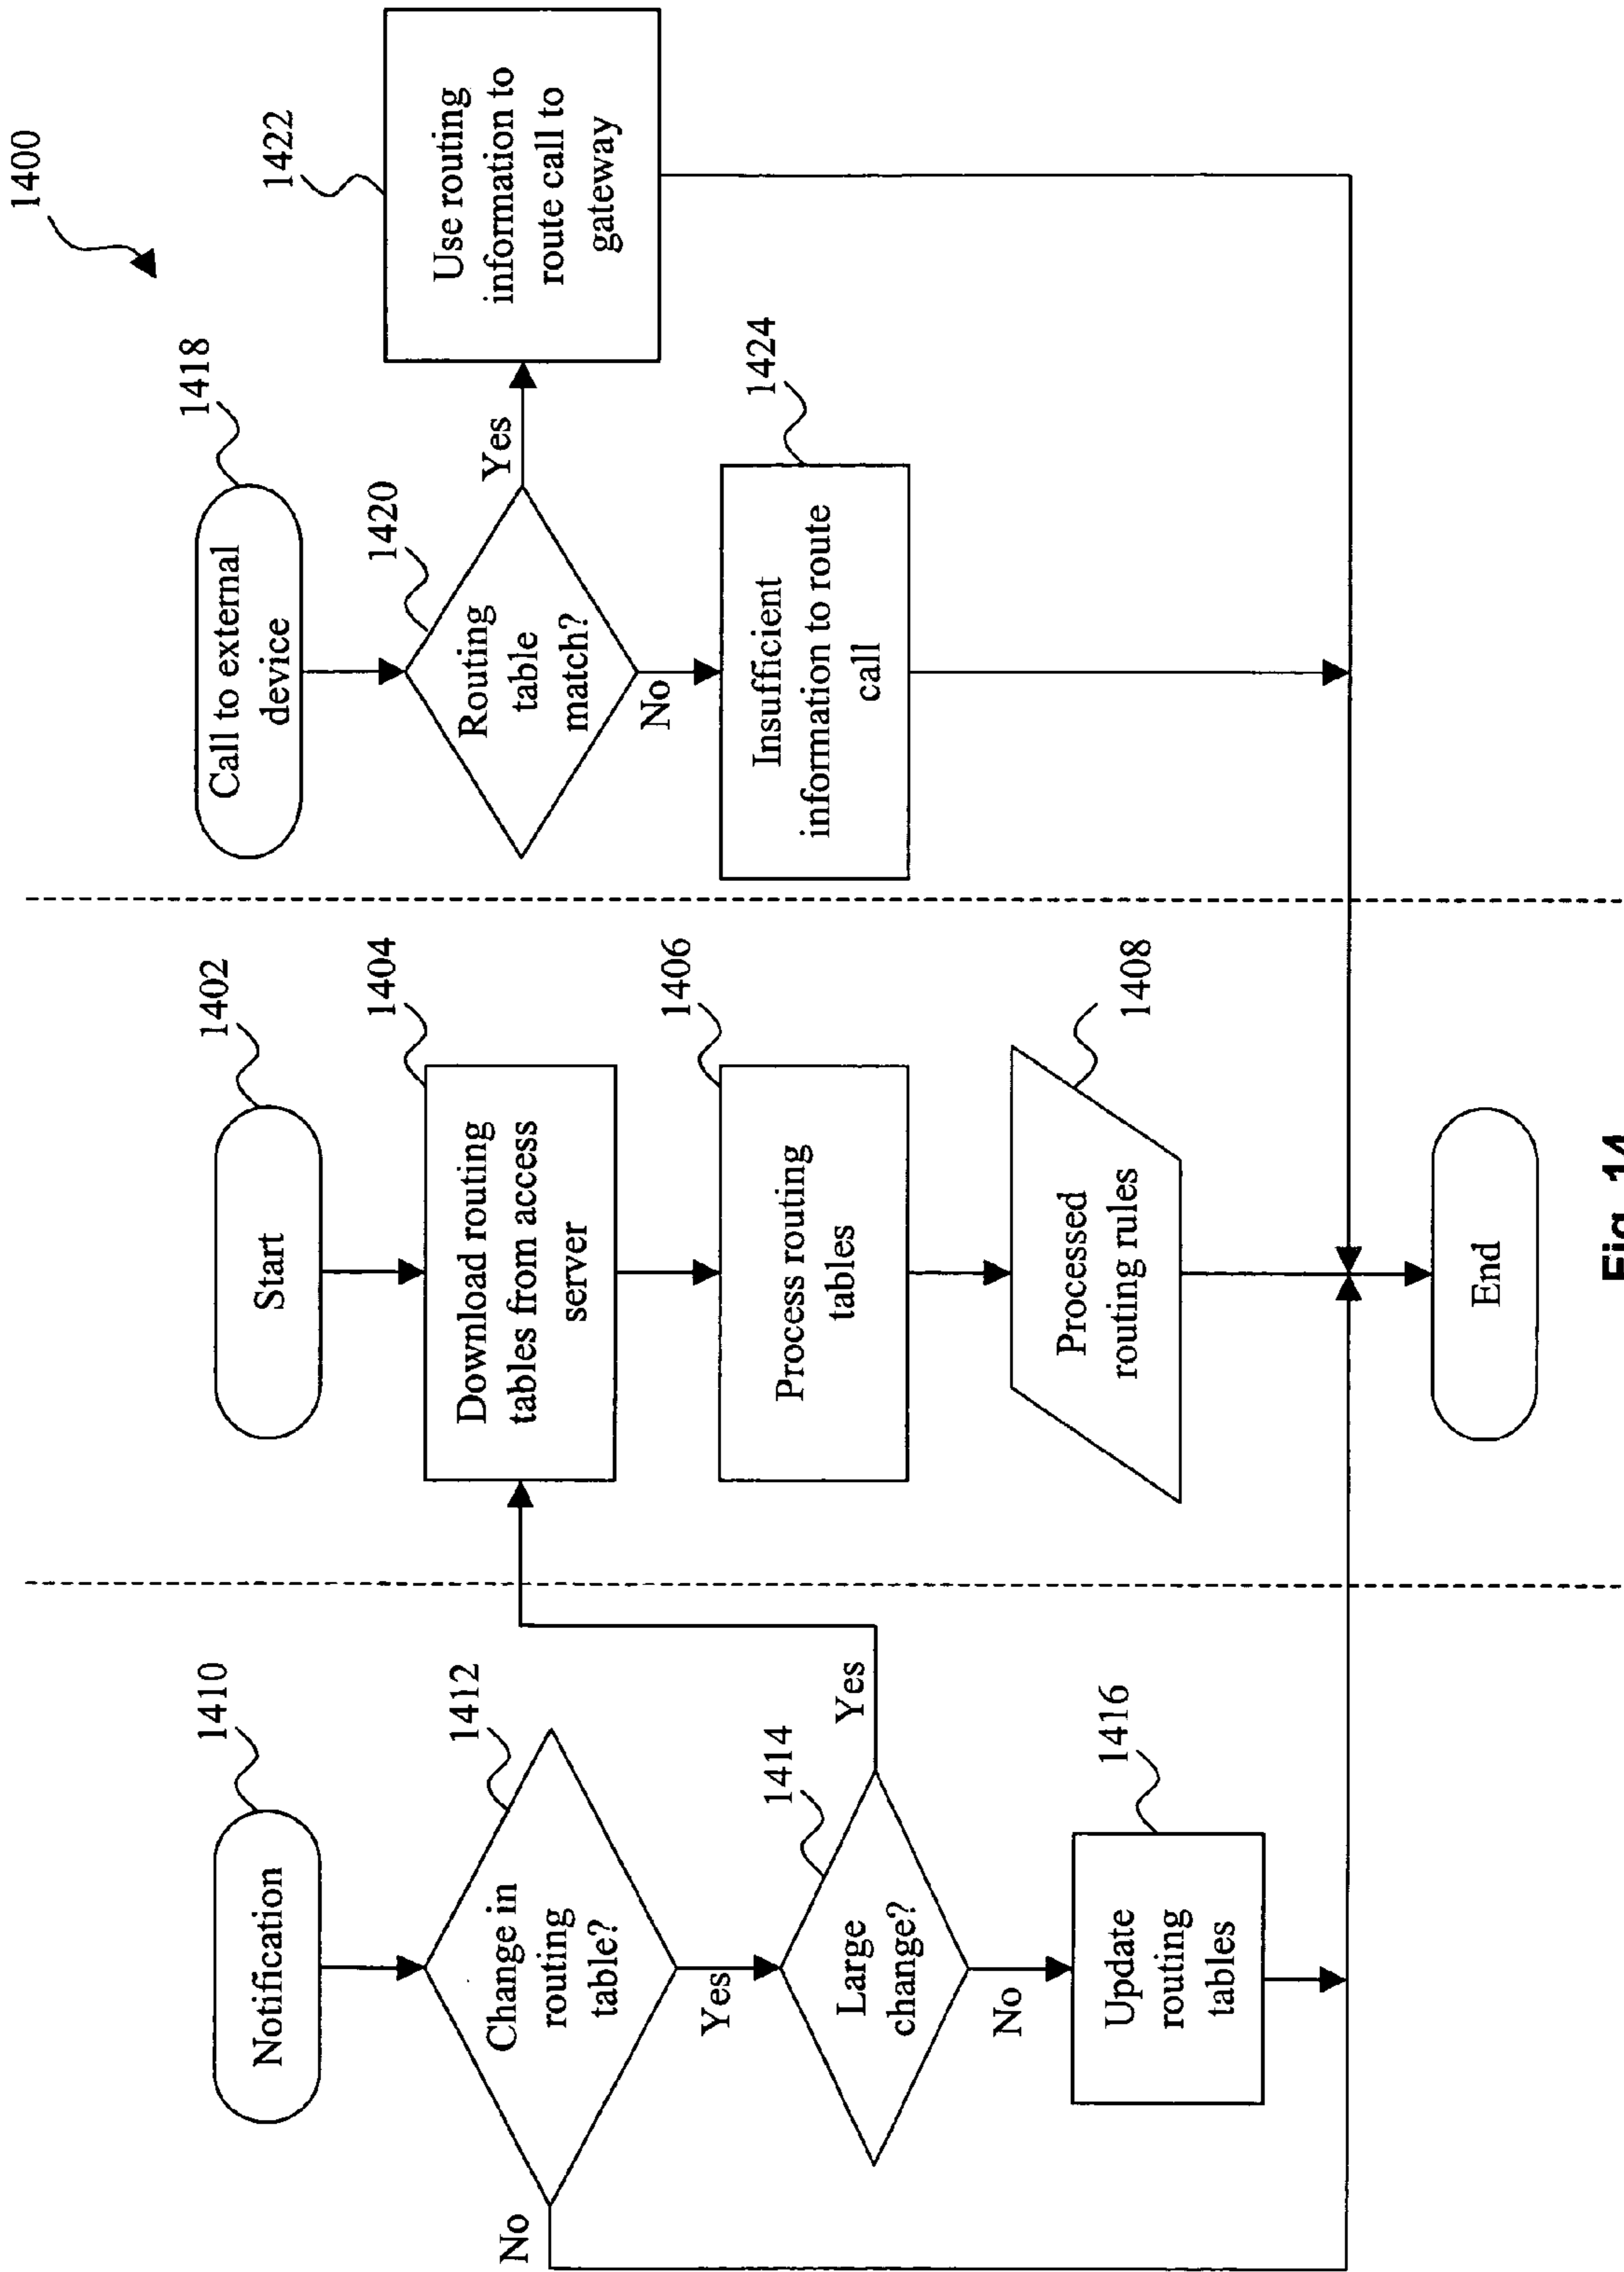 1400
1410
Notification
1412
Change in
routing
table?
No
Yes
1414
Large
change?
Yes
No
1416
Update
routing
tables
1402
Start
1404
Download routing
tables from access
server
1406
Process routing
tables
1408
Processed
routing rules
End
1418
Call to external
device
1420
Routing
table
match?
Yes
No
1422
Use routing
information to
route call to
gateway
1424
Insufficient
information to route
call
Fig. 14